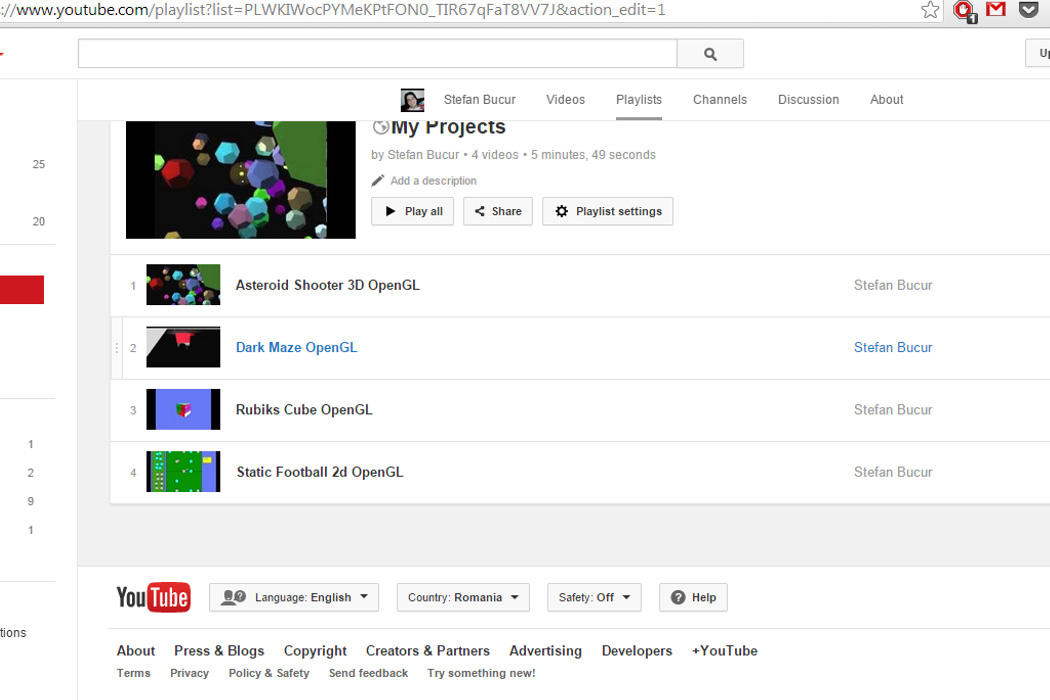 ://www.youtube.com/playlist?list=PLWKIWocPYMeKPtFON0_TIR67qFaT8VV7J&action_edit=1
1
Up
Stefan Bucur Videos Playlists Channels Discussion About
My Projects
by Stefan Bucur • 4 videos • 5 minutes, 49 seconds
25
Add a description
Play all Share Playlist settings
20
1 Asteroid Shooter 3D OpenGL Stefan Bucur
2 Dark Maze OpenGL Stefan Bucur
3 Rubiks Cube OpenGL Stefan Bucur
1
4 Static Football 2d OpenGL Stefan Bucur
2
9
1
YouTube Language: English Country: Romania Safety: Off Help
tions
About Press & Blogs Copyright Creators & Partners Advertising Developers +YouTube
Terms Privacy Policy & Safety Send feedback Try something new!